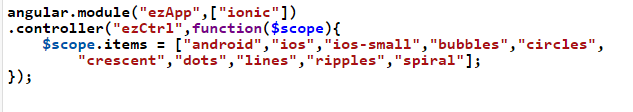 angular.module("ezApp",["ionic"])
.controller("ezCtrl",function($scope){
$scope.items = ["android","ios","ios-small","bubbles","circles",
"crescent","dots","lines","ripples","spiral"];
});